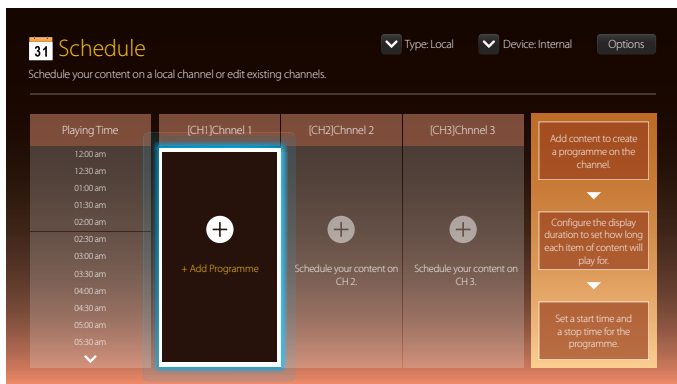 31 Schedule
Type: Local
Device: Internal
Options
Schedule your content on a local channel or edit existing channels.
Playing Time
[CH1]Chnnel 1
[CH2]Chnnel 2
[CH3]Chnnel 3
12:00 am
12:30 am
01:00 am
01:30 am
02:00 am
02:30 am
03:00 am
03:30 am
04:00 am
04:30 am
05:00 am
05:30 am
+ Add Programme
Schedule your content on
CH 2.
Schedule your content on
CH 3.
Add content to create
a programme on the
channel.
Configure the display
duration to set how long
each item of content will
play for.
Set a start time and
a stop time for the
programme.